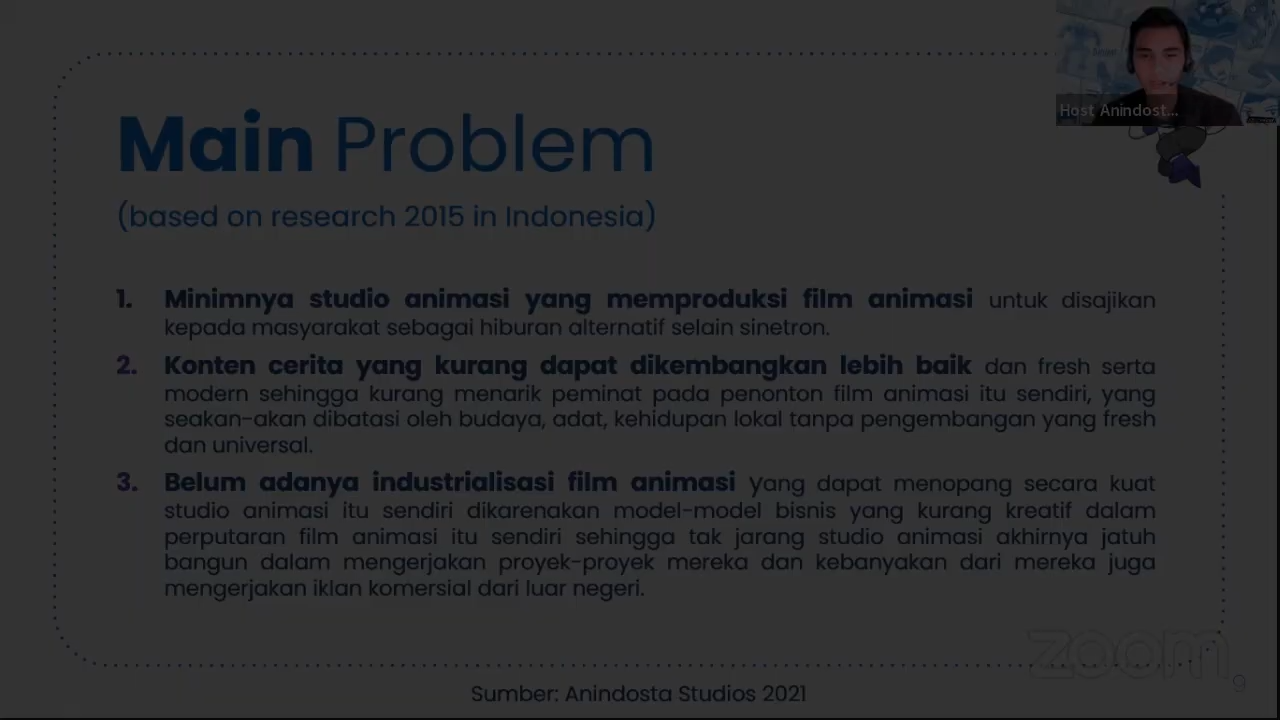 Host Anindost...
Main Problem
(based on research 2015 in Indonesia)
1. Minimnya studio animasi yang memproduksi film animasi untuk disajikan
kepada masyarakat sebagai hiburan alternatif selain sinetron.
2. Konten cerita yang kurang dapat dikembangkan lebih baik dan fresh serta
modern sehingga kurang menarik peminat pada penonton film animasi itu sendiri, yang
seakan-akan dibatasi oleh budaya, adat, kehidupan lokal tanpa pengembangan yang fresh
dan universal.
3. Belum adanya industrialisasi film animasi yang dapat menopang secara kuat
studio animasi itu sendiri dikarenakan model-model bisnis yang kurang kreatif dalam
perputaran film animasi itu sendiri sehingga tak jarang studio animasi akhirnya jatuh
bangun dalam mengerjakan proyek-proyek mereka dan kebanyakan dari mereka juga
mengerjakan iklan komersial dari luar negeri.
zoom
9
Sumber: Anindosta Studios 2021